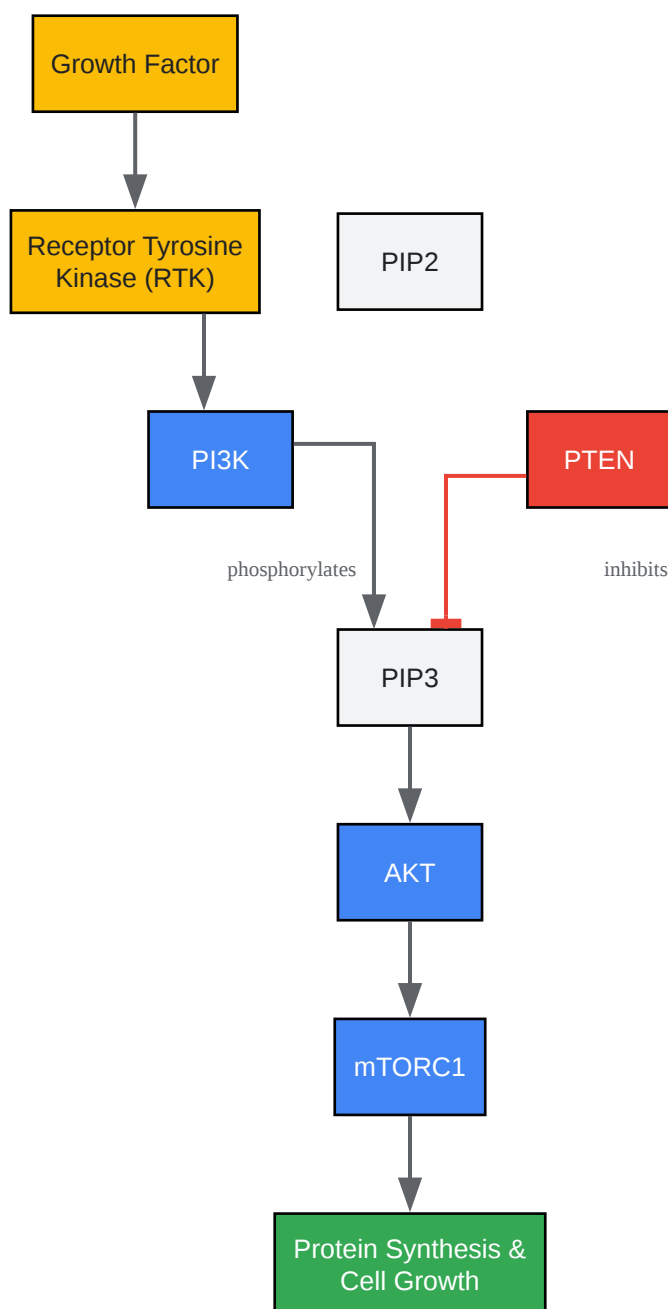 Growth Factor
Receptor Tyrosine
Kinase (RTK)
PIP2
PI3K
PTEN
phosphorylates
inhibits
PIP3
AKT
mTORC1
Protein Synthesis &
Cell Growth